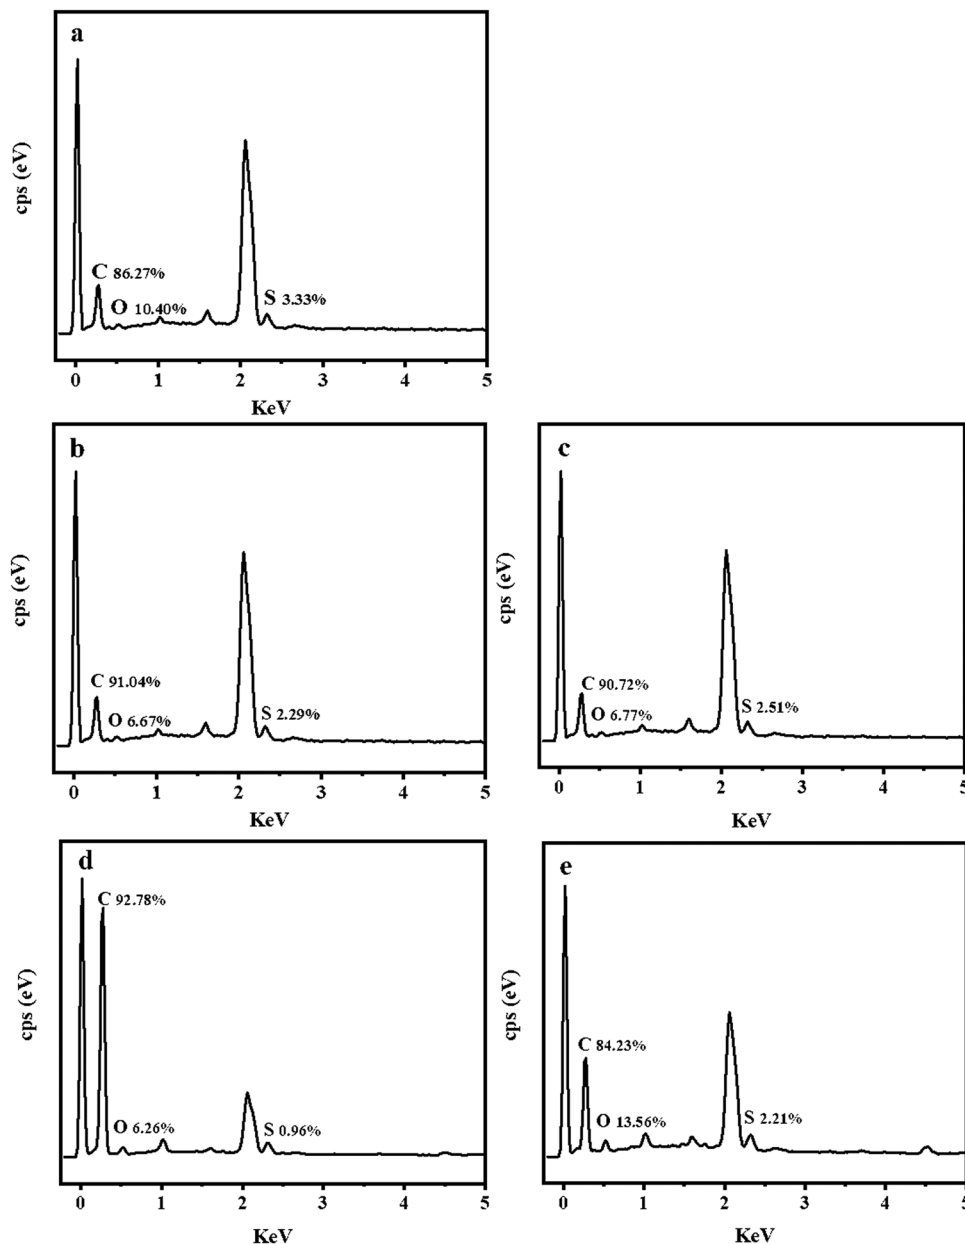 a
cps (eV)
C 86.27%
O 10.40%
S 3.33%
0 1 2 3 4 5
KeV
b
cps (eV)
C 91.04%
O 6.67%
S 2.29%
0 1 2 3 4 5
KeV
c
cps (eV)
C 90.72%
O 6.77%
S 2.51%
0 1 2 3 4 5
KeV
d
cps (eV)
C 92.78%
O 6.26%
S 0.96%
0 1 2 3 4 5
KeV
e
cps (eV)
C 84.23%
O 13.56%
S 2.21%
0 1 2 3 4 5
KeV